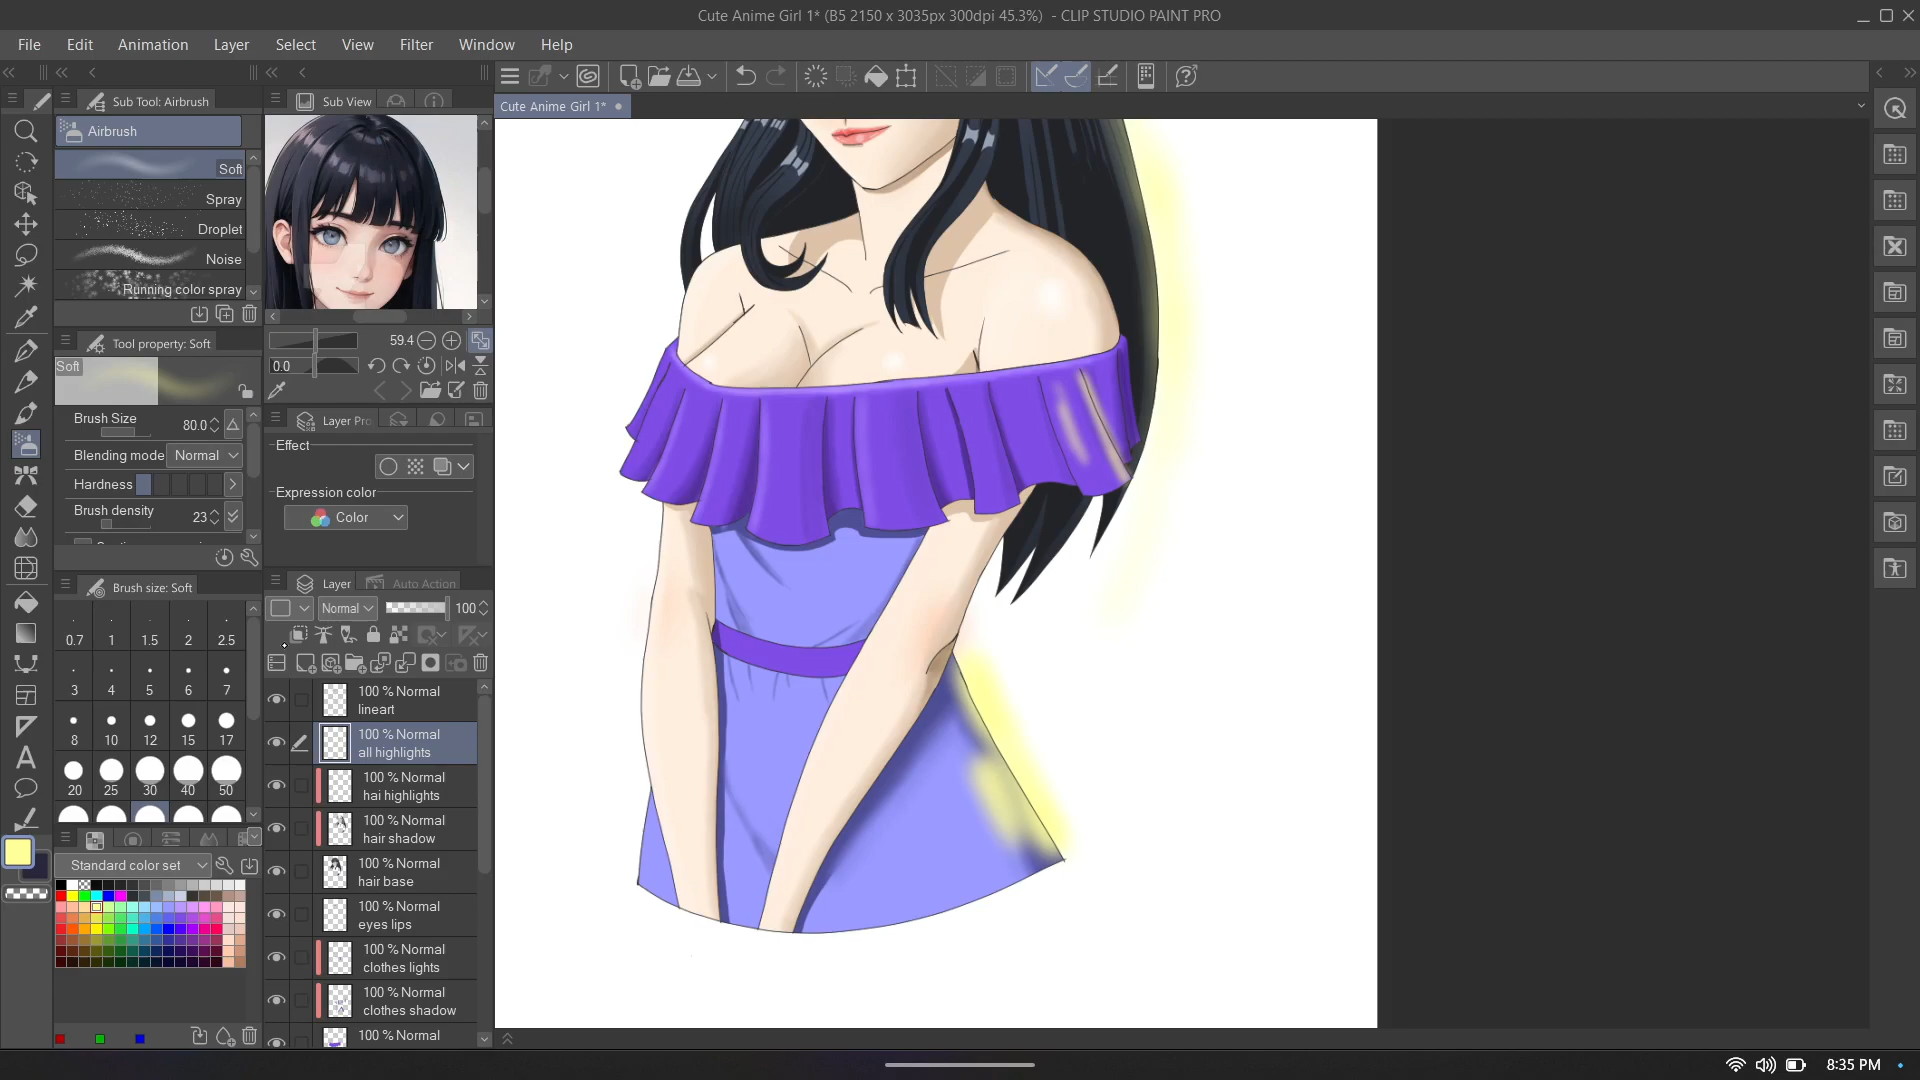 Cute Anime Girl 1* (B5 2150 x 3035px 300dpi 45.3%) - CLIP STUDIO PAINT PRO
File Edit Animation Layer Select View Filter Window Help
Sub Tool: Airbrush
Sub View
Cute Anime Girl 1*
Airbrush
Soft
Spray
Droplet
Noise
Running color spray
Tool property: Soft
59.4
0.0
Soft
Brush Size 80.0
Blending mode Normal
Hardness
Brush density 23
Layer Pro
Effect
Expression color
Color
Brush size: Soft
0.7 1 1.5 2 2.5
3 4 5 6 7
8 10 12 15 17
20 25 30 40 50
Layer
Auto Action
Normal 100
100 % Normal
lineart
100 % Normal
all highlights
100 % Normal
hai highlights
100 % Normal
hair shadow
100 % Normal
hair base
100 % Normal
eyes lips
100 % Normal
clothes lights
100 % Normal
clothes shadow
100 % Normal
Standard color set
8:35 PM